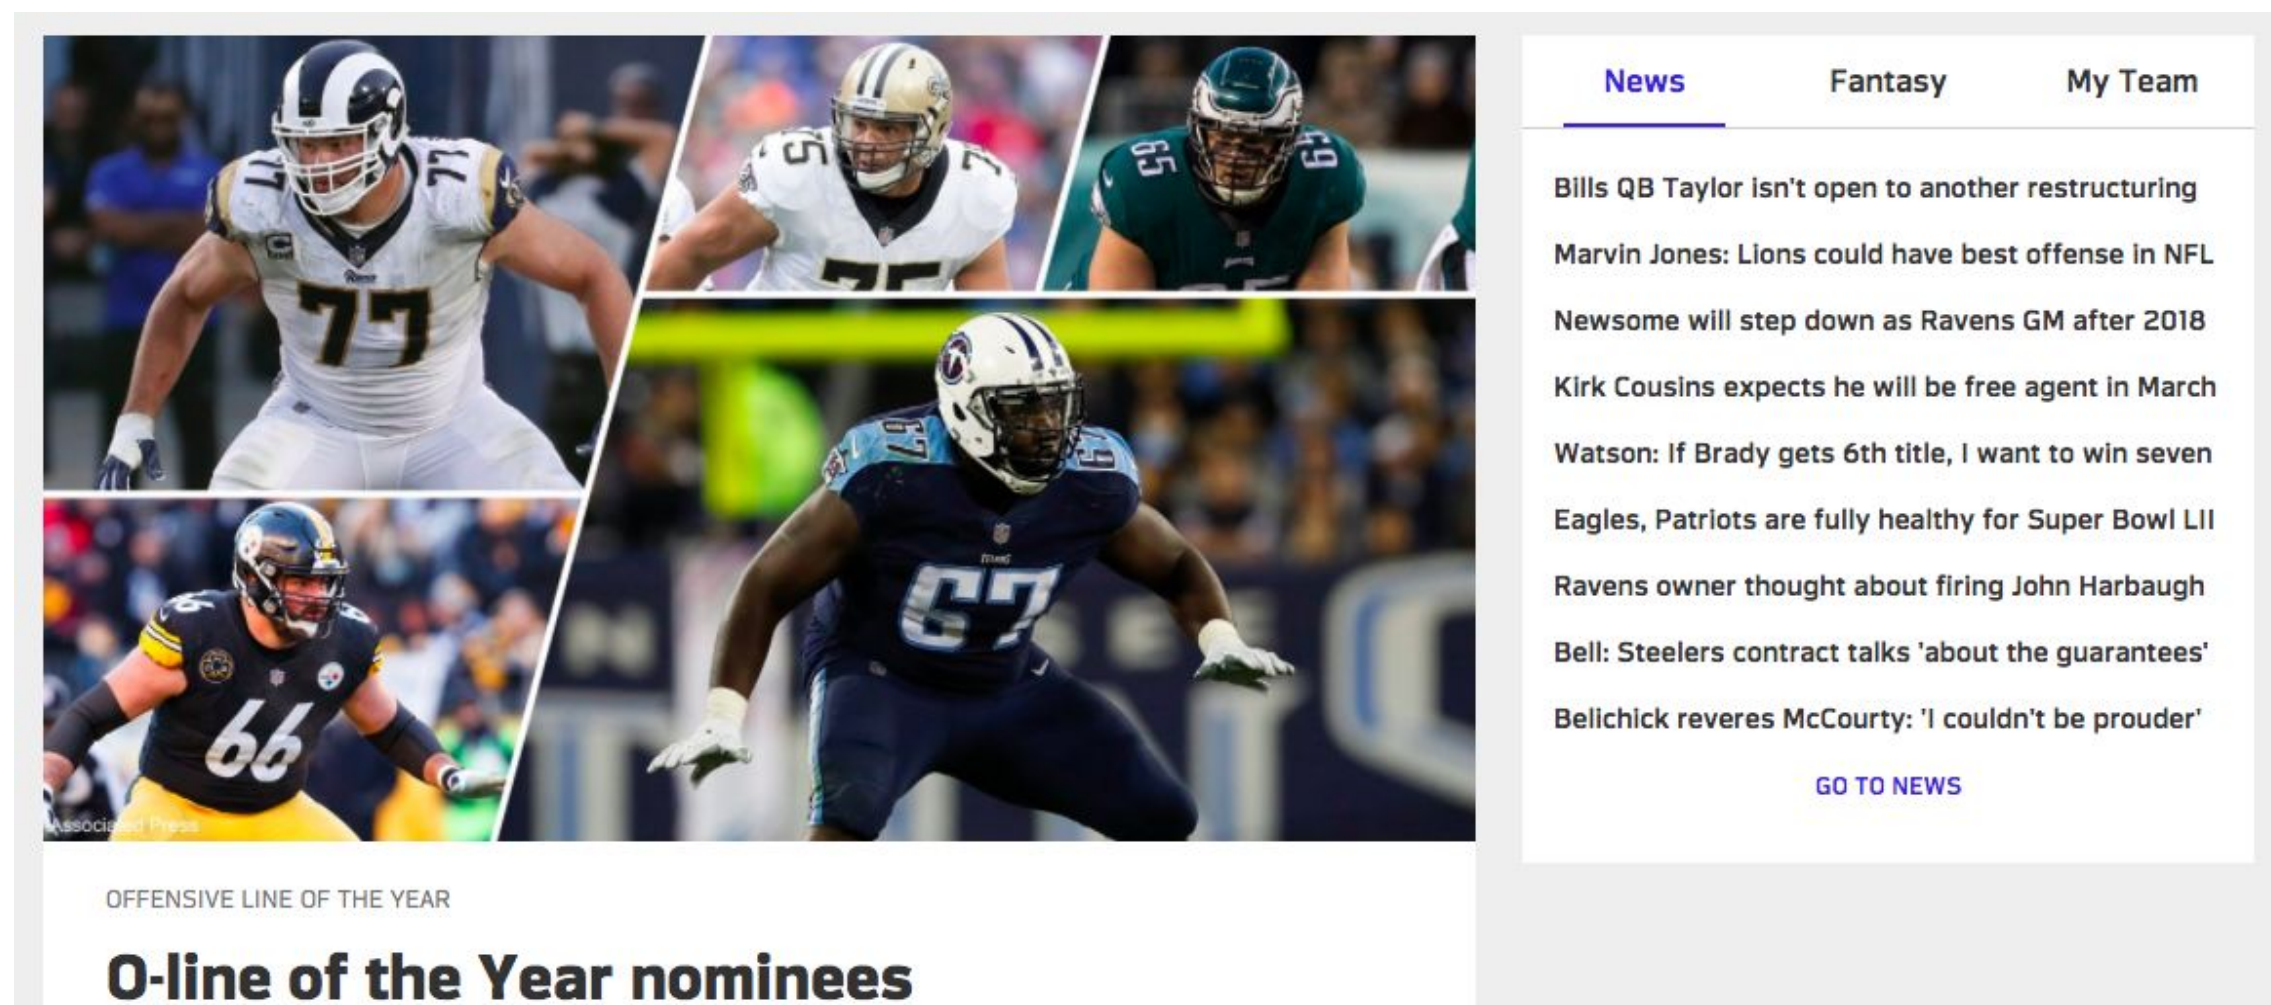 77
77
C
Rams
77
75
75
65
65
67
67
TITANS
67
66
66
Associated Press
OFFENSIVE LINE OF THE YEAR
O-line of the Year nominees
News
Fantasy
My Team
Bills QB Taylor isn't open to another restructuring
Marvin Jones: Lions could have best offense in NFL
Newsome will step down as Ravens GM after 2018
Kirk Cousins expects he will be free agent in March
Watson: If Brady gets 6th title, I want to win seven
Eagles, Patriots are fully healthy for Super Bowl LII
Ravens owner thought about firing John Harbaugh
Bell: Steelers contract talks 'about the guarantees'
Belichick reveres McCourty: 'I couldn't be prouder'
GO TO NEWS